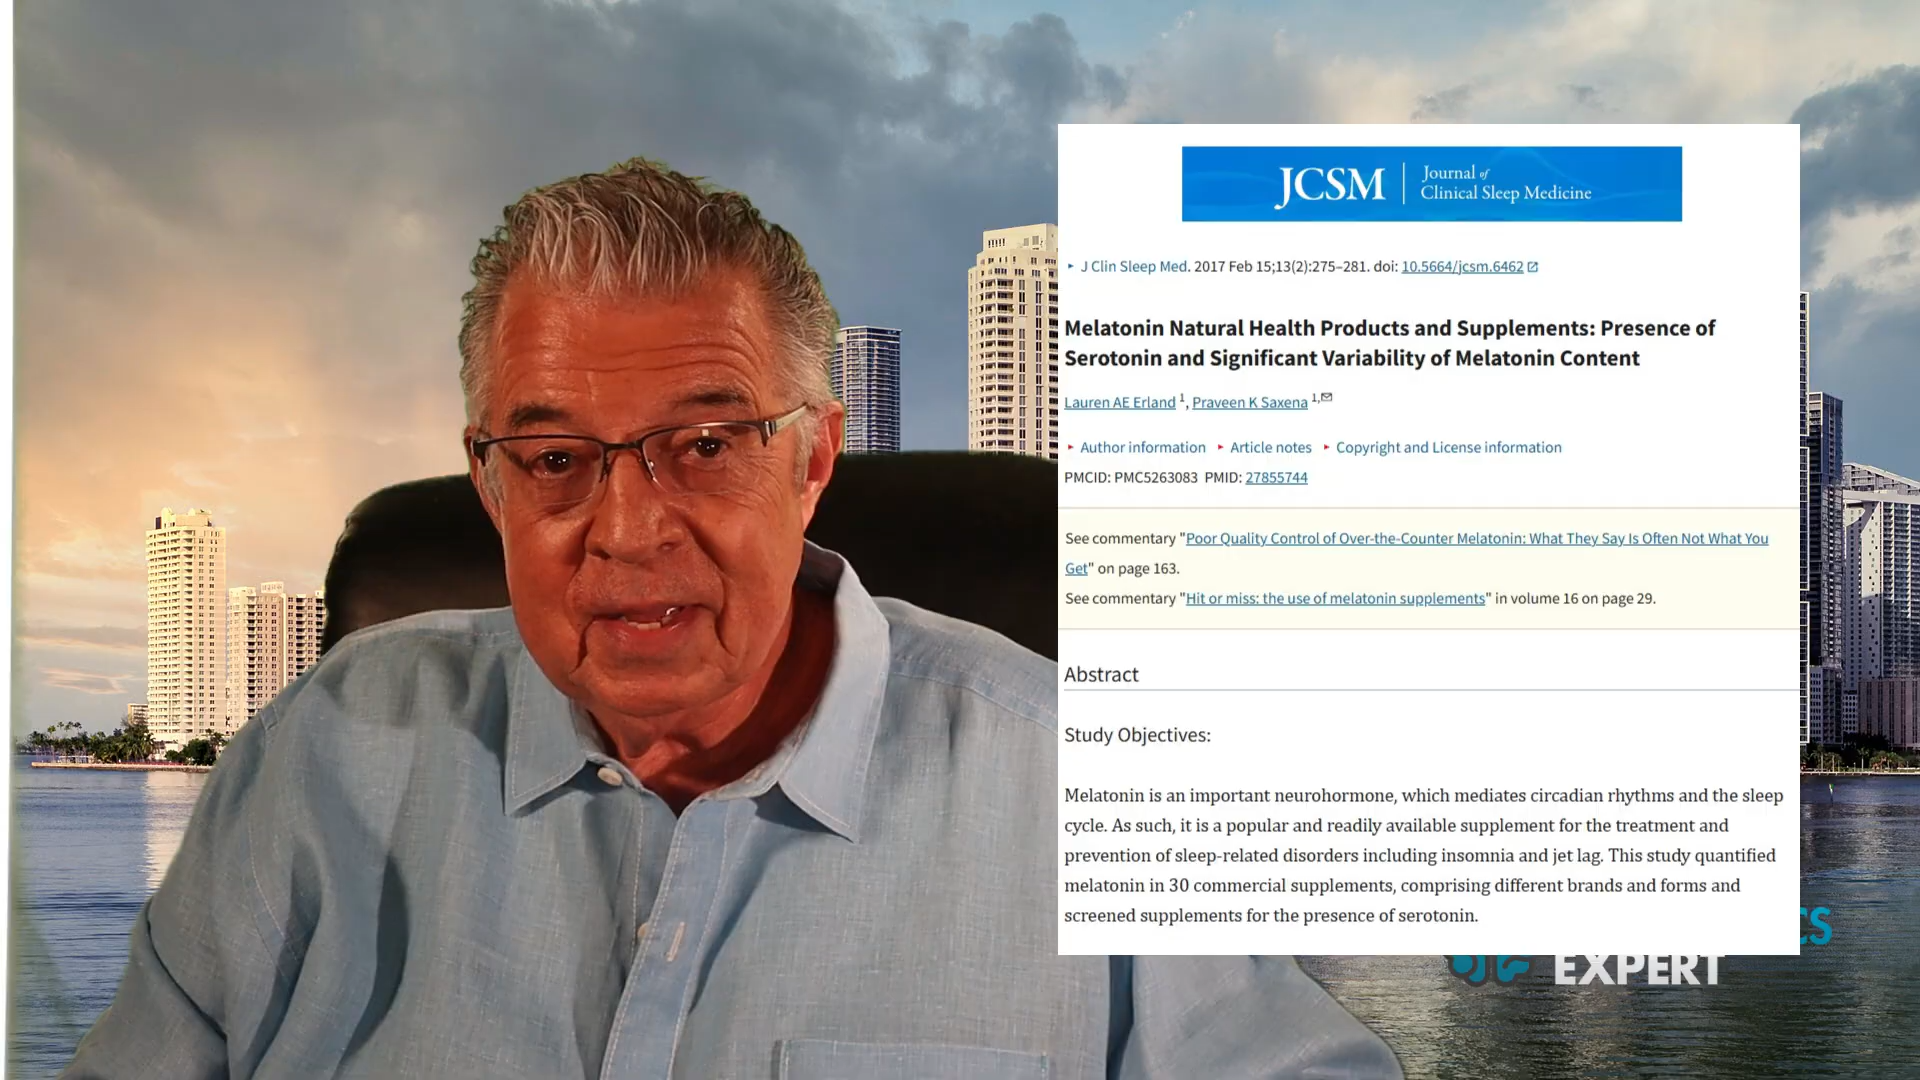 JCSM
Journal of
Clinical Sleep Medicine
J Clin Sleep Med. 2017 Feb 15;13(2):275–281. doi: 10.5664/jcsm.6462
Melatonin Natural Health Products and Supplements: Presence of
Serotonin and Significant Variability of Melatonin Content
Lauren AE Erland 1, Praveen K Saxena 1,✉
Author information
Article notes
Copyright and License information
PMCID: PMC5263083 PMID: 27855744
See commentary "Poor Quality Control of Over-the-Counter Melatonin: What They Say Is Often Not What You
Get" on page 163.
See commentary "Hit or miss: the use of melatonin supplements" in volume 16 on page 29.
Abstract
Study Objectives:
Melatonin is an important neurohormone, which mediates circadian rhythms and the sleep
cycle. As such, it is a popular and readily available supplement for the treatment and
prevention of sleep-related disorders including insomnia and jet lag. This study quantified
melatonin in 30 commercial supplements, comprising different brands and forms and
screened supplements for the presence of serotonin.
EXPERT